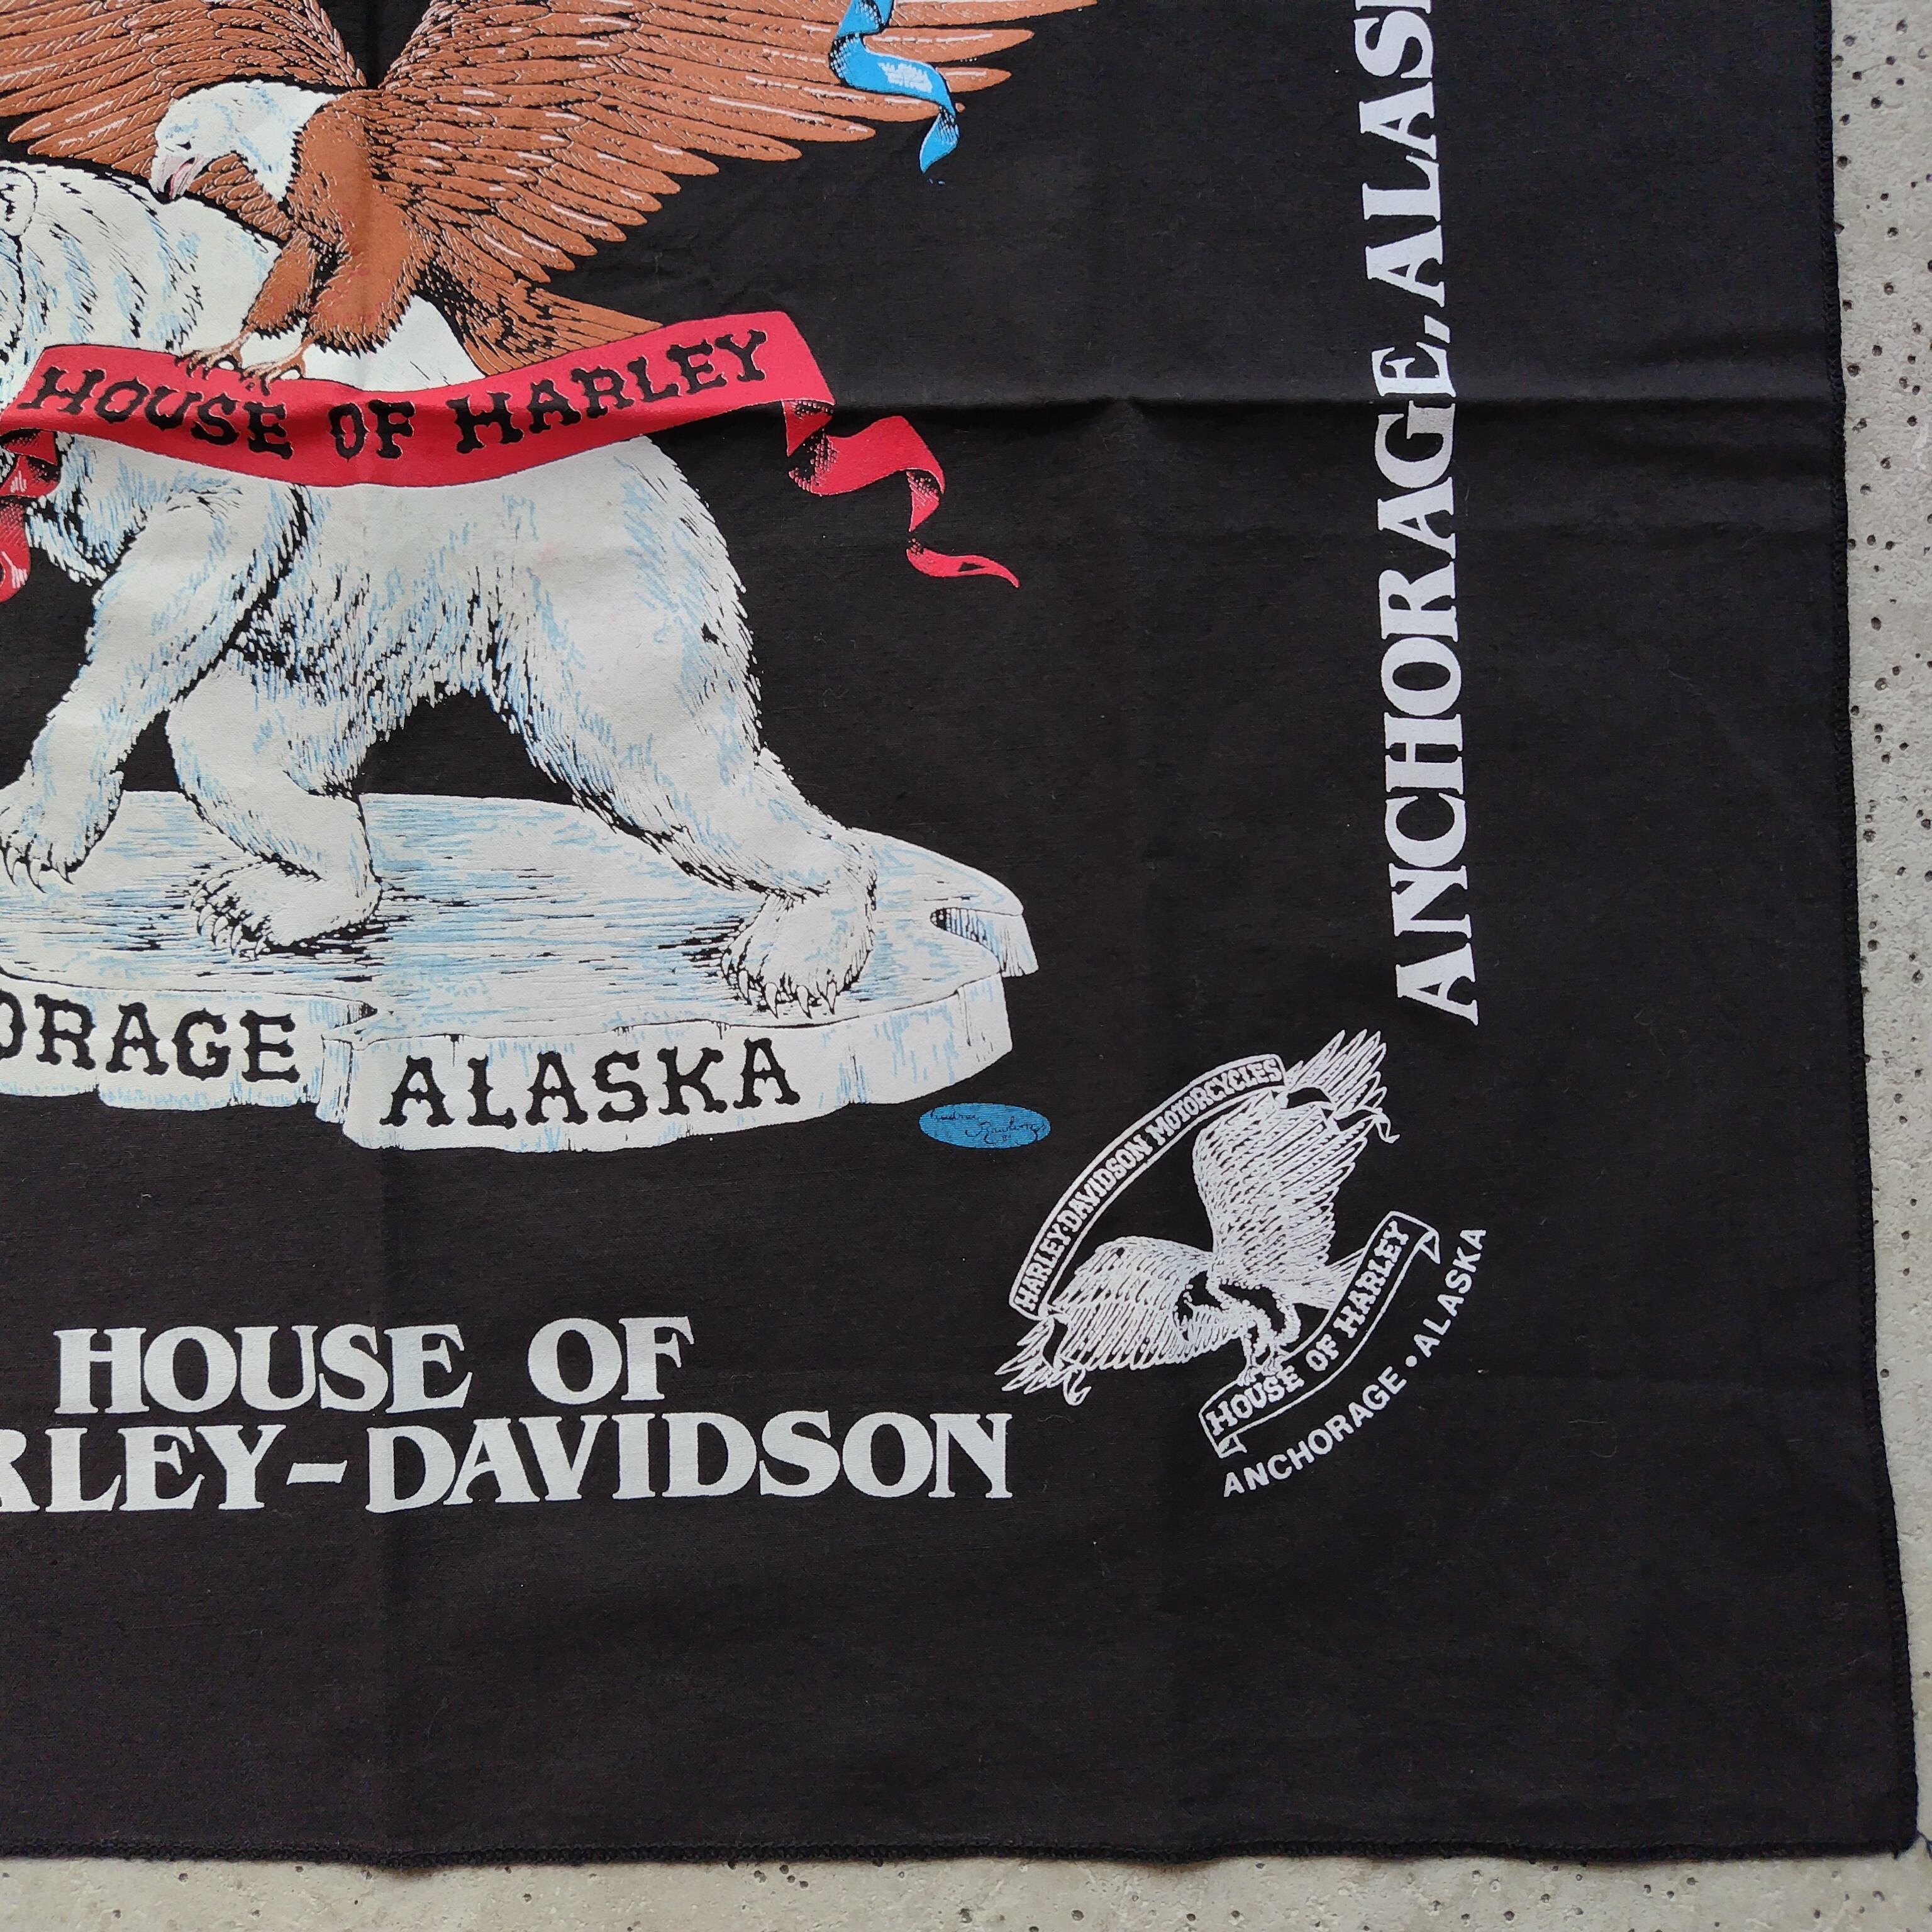 HOUSE OF HARLEY
ORAGE ALASKA
HOUSE OF
RLEY-DAVIDSON
ANCHORAGE, ALAS
HARLEY-DAVIDSON MOTORCYCLES
HOUSE OF HARLEY
ANCHORAGE • ALASKA